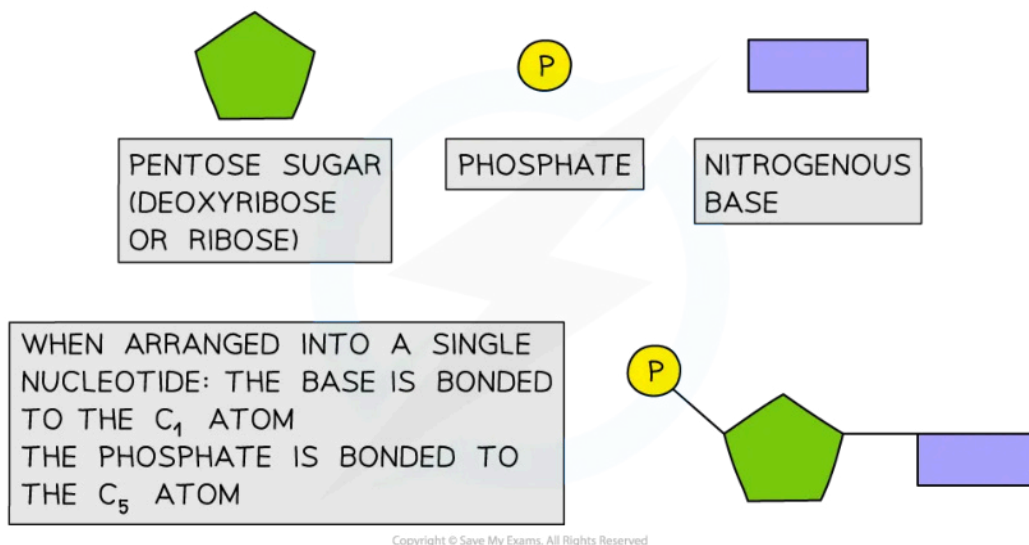 P
PENTOSE SUGAR
(DEOXYRIBOSE
OR RIBOSE)
PHOSPHATE
NITROGENOUS
BASE
WHEN ARRANGED INTO A SINGLE
NUCLEOTIDE: THE BASE IS BONDED
TO THE C₁ ATOM
THE PHOSPHATE IS BONDED TO
THE C₅ ATOM
P
Copyright © Save My Exams. All Rights Reserved